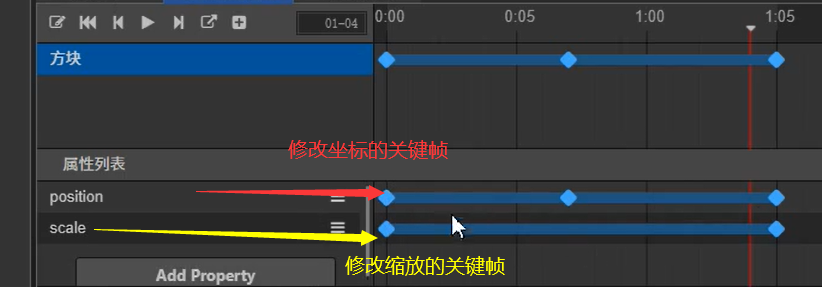 01-04
0:00
0:05
1:00
1:05
方块
修改坐标的关键帧
属性列表
position
scale
修改缩放的关键帧
Add Property